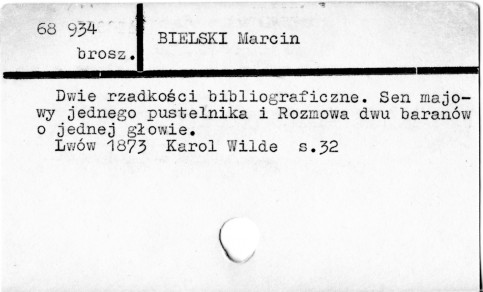 68 934
brosz.
BIELSKI Marcin
Dwie rzadkości bibliograficzne. Sen majo-
wy jednego pustelnika i Rozmowa dwu baranów
o jednej głowie.
Lwów 1873 Karol Wilde s.32